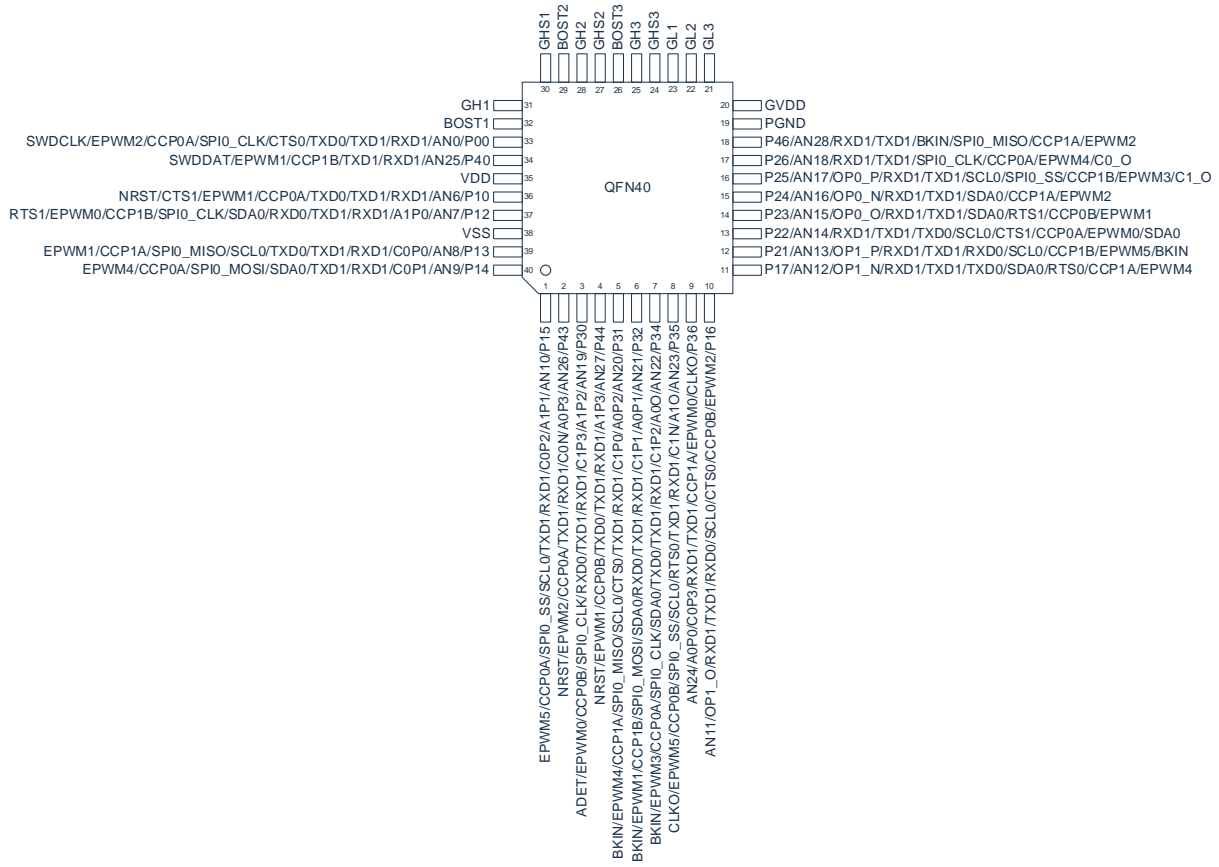 GHS1
BOST2
GH2
GHS2
BOST3
GH3
GHS3
GL1
GL2
GL3
30
29
28
27
26
25
24
23
22
21
GH1
31
BOST1
32
SWDCLK/EPWM2/CCP0A/SPI0_CLK/CTS0/TXD0/TXD1/RXD1/AN0/P00
33
SWDDAT/EPWM1/CCP1B/TXD1/RXD1/AN25/P40
34
VDD
35
NRST/CTS1/EPWM1/CCP0A/TXD0/TXD1/RXD1/AN6/P10
36
RTS1/EPWM0/CCP1B/SPI0_CLK/SDA0/RXD0/TXD1/RXD1/A1P0/AN7/P12
37
VSS
38
EPWM1/CCP1A/SPI0_MISO/SCL0/TXD0/TXD1/RXD1/C0P0/AN8/P13
39
EPWM4/CCP0A/SPI0_MOSI/SDA0/TXD1/RXD1/C0P1/AN9/P14
40
QFN40
20
GVDD
19
PGND
18
P46/AN28/RXD1/TXD1/BKIN/SPI0_MISO/CCP1A/EPWM2
17
P26/AN18/RXD1/TXD1/SPI0_CLK/CCP0A/EPWM4/C0_O
16
P25/AN17/OP0_P/RXD1/TXD1/SCL0/SPI0_SS/CCP1B/EPWM3/C1_O
15
P24/AN16/OP0_N/RXD1/TXD1/SDA0/CCP1A/EPWM2
14
P23/AN15/OP0_O/RXD1/TXD1/SDA0/RTS1/CCP0B/EPWM1
13
P22/AN14/RXD1/TXD1/TXD0/SCL0/CTS1/CCP0A/EPWM0/SDA0
12
P21/AN13/OP1_P/RXD1/TXD1/RXD0/SCL0/CCP1B/EPWM5/BKIN
11
P17/AN12/OP1_N/RXD1/TXD1/TXD0/SDA0/RTS0/CCP1A/EPWM4
1
2
3
4
5
6
7
8
9
10
EPWM5/CCP0A/SPI0_SS/SCL0/TXD1/RXD1/C0P2/A1P1/AN10/P15
NRST/EPWM2/CCP0A/TXD1/RXD1/C0N/A0P3/AN26/P43
ADET/EPWM0/CCP0B/SPI0_CLK/RXD0/TXD1/RXD1/C1P3/A1P2/AN19/P30
NRST/EPWM1/CCP0B/TXD0/TXD1/RXD1/A1P3/AN27/P44
BKIN/EPWM4/CCP1A/SPI0_MISO/SCL0/CTS0/TXD1/RXD1/C1P0/A0P2/AN20/P31
BKIN/EPWM1/CCP1B/SPI0_MOSI/SDA0/RXD0/TXD1/RXD1/C1P1/A0P1/AN21/P32
BKIN/EPWM3/CCP0A/SPI0_CLK/SDA0/TXD0/TXD1/RXD1/C1P2/A0O/AN22/P34
CLKO/EPWM5/CCP0B/SPI0_SS/SCL0/RTS0/TXD1/RXD1/C1N/A1O/AN23/P35
AN24/A0P0/C0P3/RXD1/TXD1/CCP1A/EPWM0/CLKO/P36
AN11/OP1_O/RXD1/TXD1/RXD0/SCL0/CTS0/CCP0B/EPWM2/P16